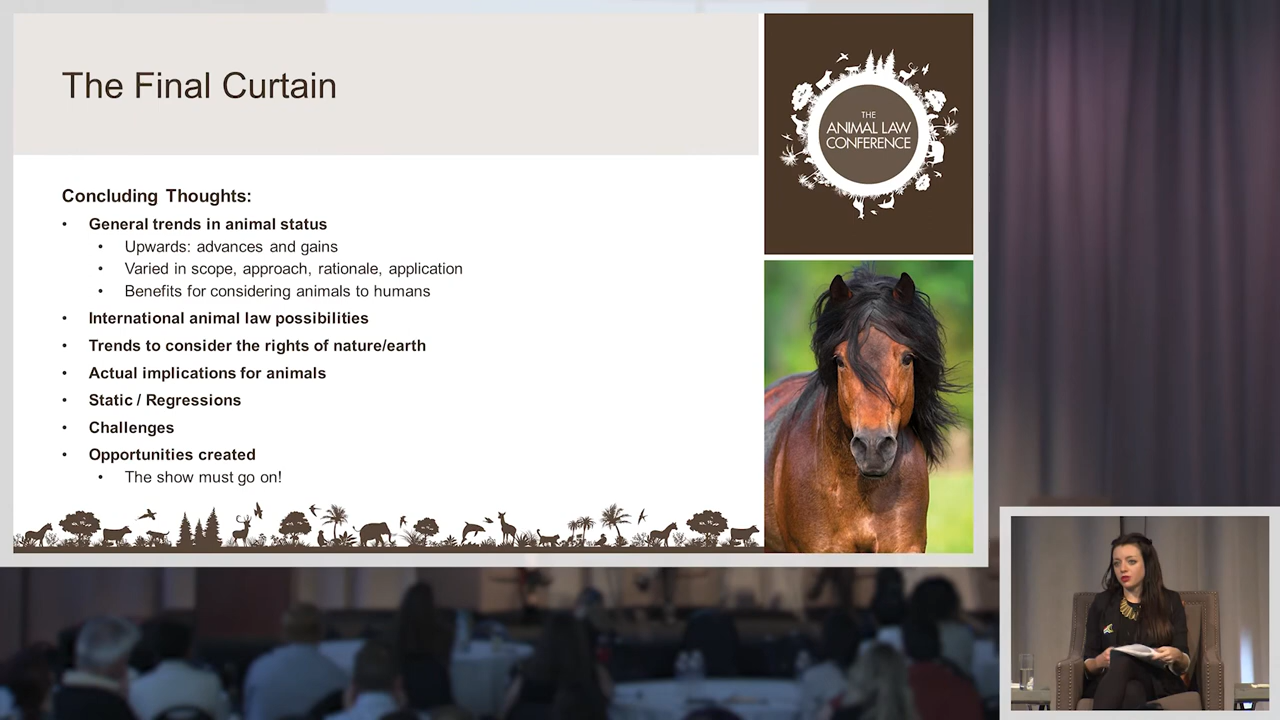 The Final Curtain
Concluding Thoughts:
• General trends in animal status
• Upwards: advances and gains
• Varied in scope, approach, rationale, application
• Benefits for considering animals to humans
• International animal law possibilities
• Trends to consider the rights of nature/earth
• Actual implications for animals
• Static / Regressions
• Challenges
• Opportunities created
• The show must go on!
THE
ANIMAL LAW
CONFERENCE